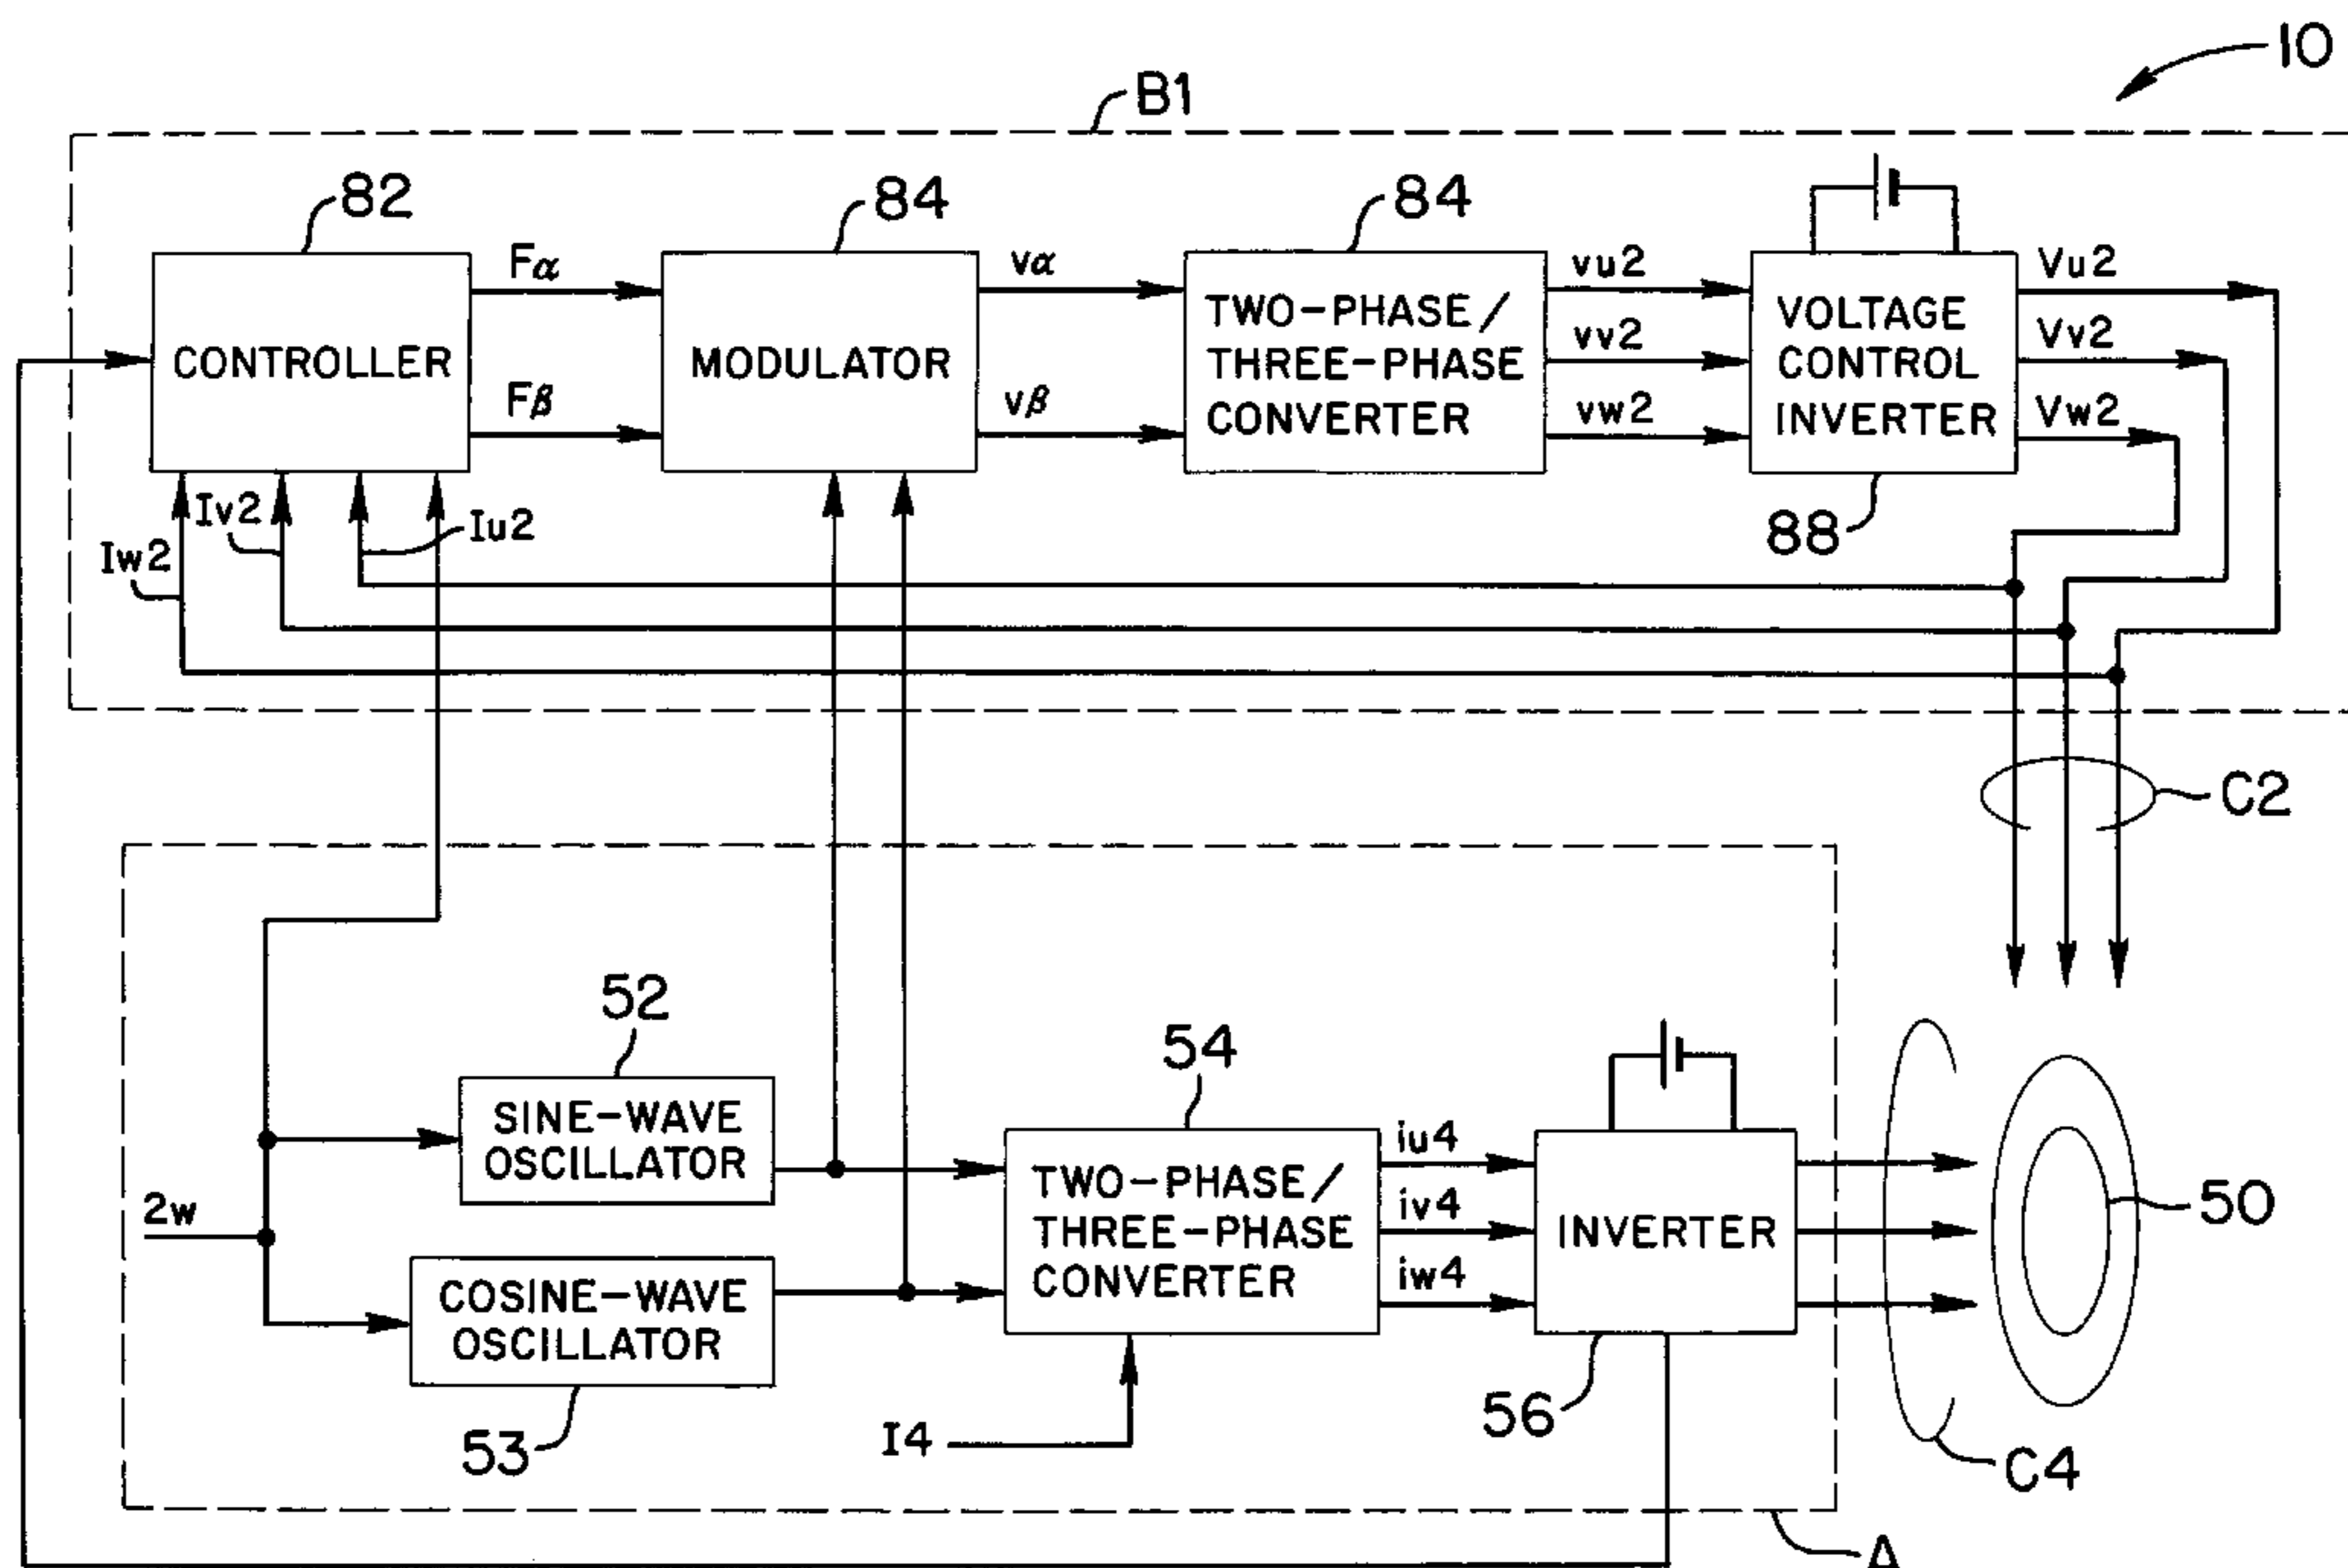 10
B1
82
84
84
Fα
vα
vu2
Vu2
CONTROLLER
MODULATOR
TWO-PHASE/
THREE-PHASE
CONVERTER
vv2
VOLTAGE
CONTROL
INVERTER
Vv2
Fβ
vβ
vw2
Vw2
Iw2
Iv2
Iu2
88
C2
52
SINE-WAVE
OSCILLATOR
54
2w
TWO-PHASE/
THREE-PHASE
CONVERTER
iu4
iv4
iw4
INVERTER
50
COSINE-WAVE
OSCILLATOR
53
I4
56
C4
A